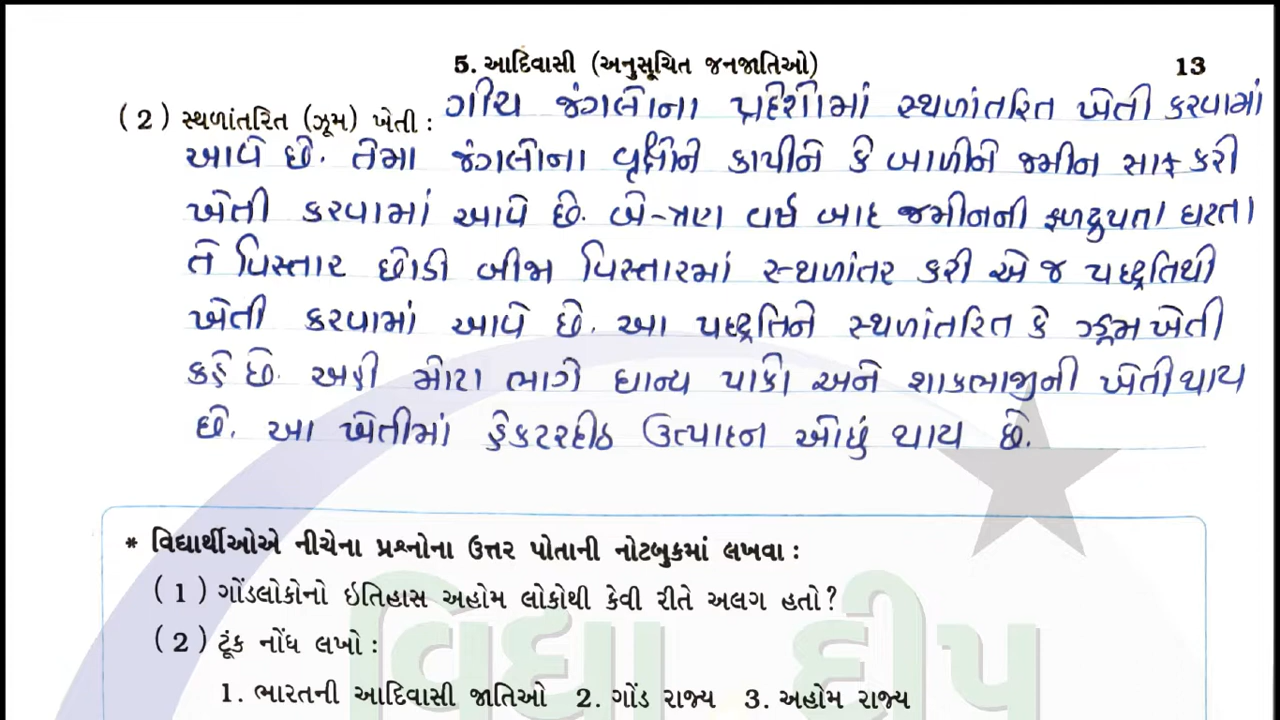 5. આદિવાસી (અનુસૂચિત જનજાતિઓ) 13
(2) સ્થળાંતરિત (ઝૂમ) ખેતી : ગીચ જંગલોના પ્રદેશોમાં સ્થળાંતરિત ખેતી કરવામાં
આવે છે. તેમા જંગલોના વૃક્ષોને કાપીને કે બાળીને જમીન સાફ કરી
ખેતી કરવામાં આવે છે. બે-ત્રણ વર્ષ બાદ જમીનની ફળદ્રુપતા ઘટતા
તે વિસ્તાર છોડી બીજા વિસ્તારમાં સ્થળાંતર કરી એ જ પધ્ધતિથી
ખેતી કરવામાં આવે છે. આ પધ્ધતિને સ્થળાંતરિત કે ઝૂમ ખેતી
કહે છે. અહી મોટા ભાગે ધાન્ય પાકો અને શાકભાજીની ખેતી થાય
છે. આ ખેતીમાં હેકટરદીઠ ઉત્પાદન ઓછું થાય છે.
* વિદ્યાર્થીઓએ નીચેના પ્રશ્નોના ઉત્તર પોતાની નોટબુકમાં લખવા :
(1) ગોંડલોકોનો ઇતિહાસ અહોમ લોકોથી કેવી રીતે અલગ હતો?
(2) ટૂંક નોંધ લખો :
વિદ્યા દીપ
1. ભારતની આદિવાસી જાતિઓ 2. ગોંડ રાજ્ય 3. અહોમ રાજ્ય